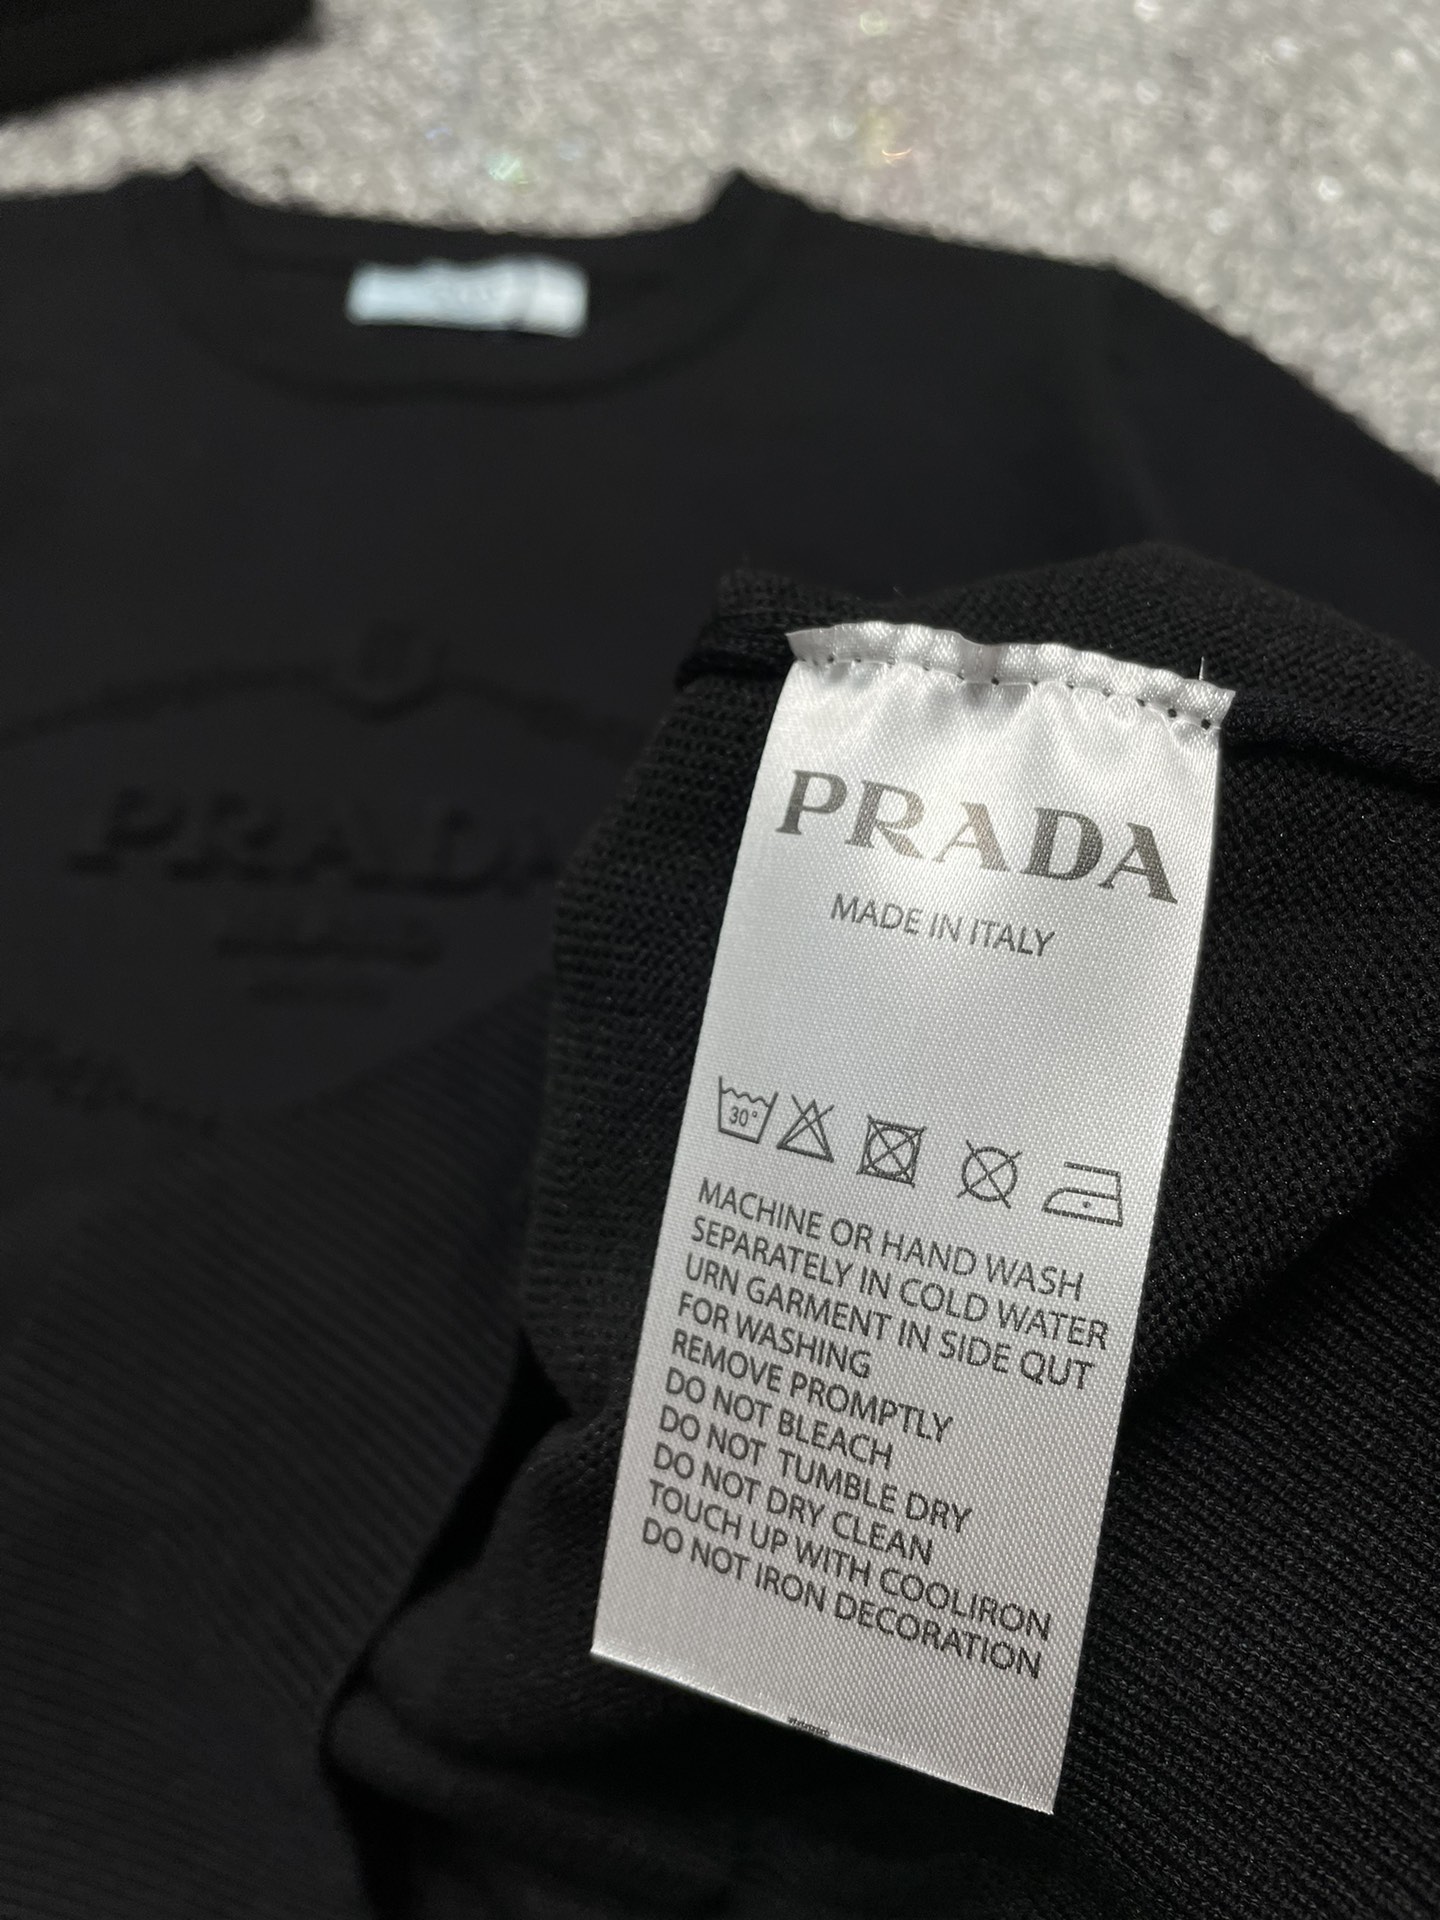 PRADA
PRADA
MADE IN ITALY
30°
MACHINE OR HAND WASH
SEPARATELY IN COLD WATER
URN GARMENT IN SIDE QUT
FOR WASHING
REMOVE PROMPTLY
DO NOT BLEACH
DO NOT TUMBLE DRY
DO NOT DRY CLEAN
TOUCH UP WITH COOLIRON
DO NOT IRON DECORATION